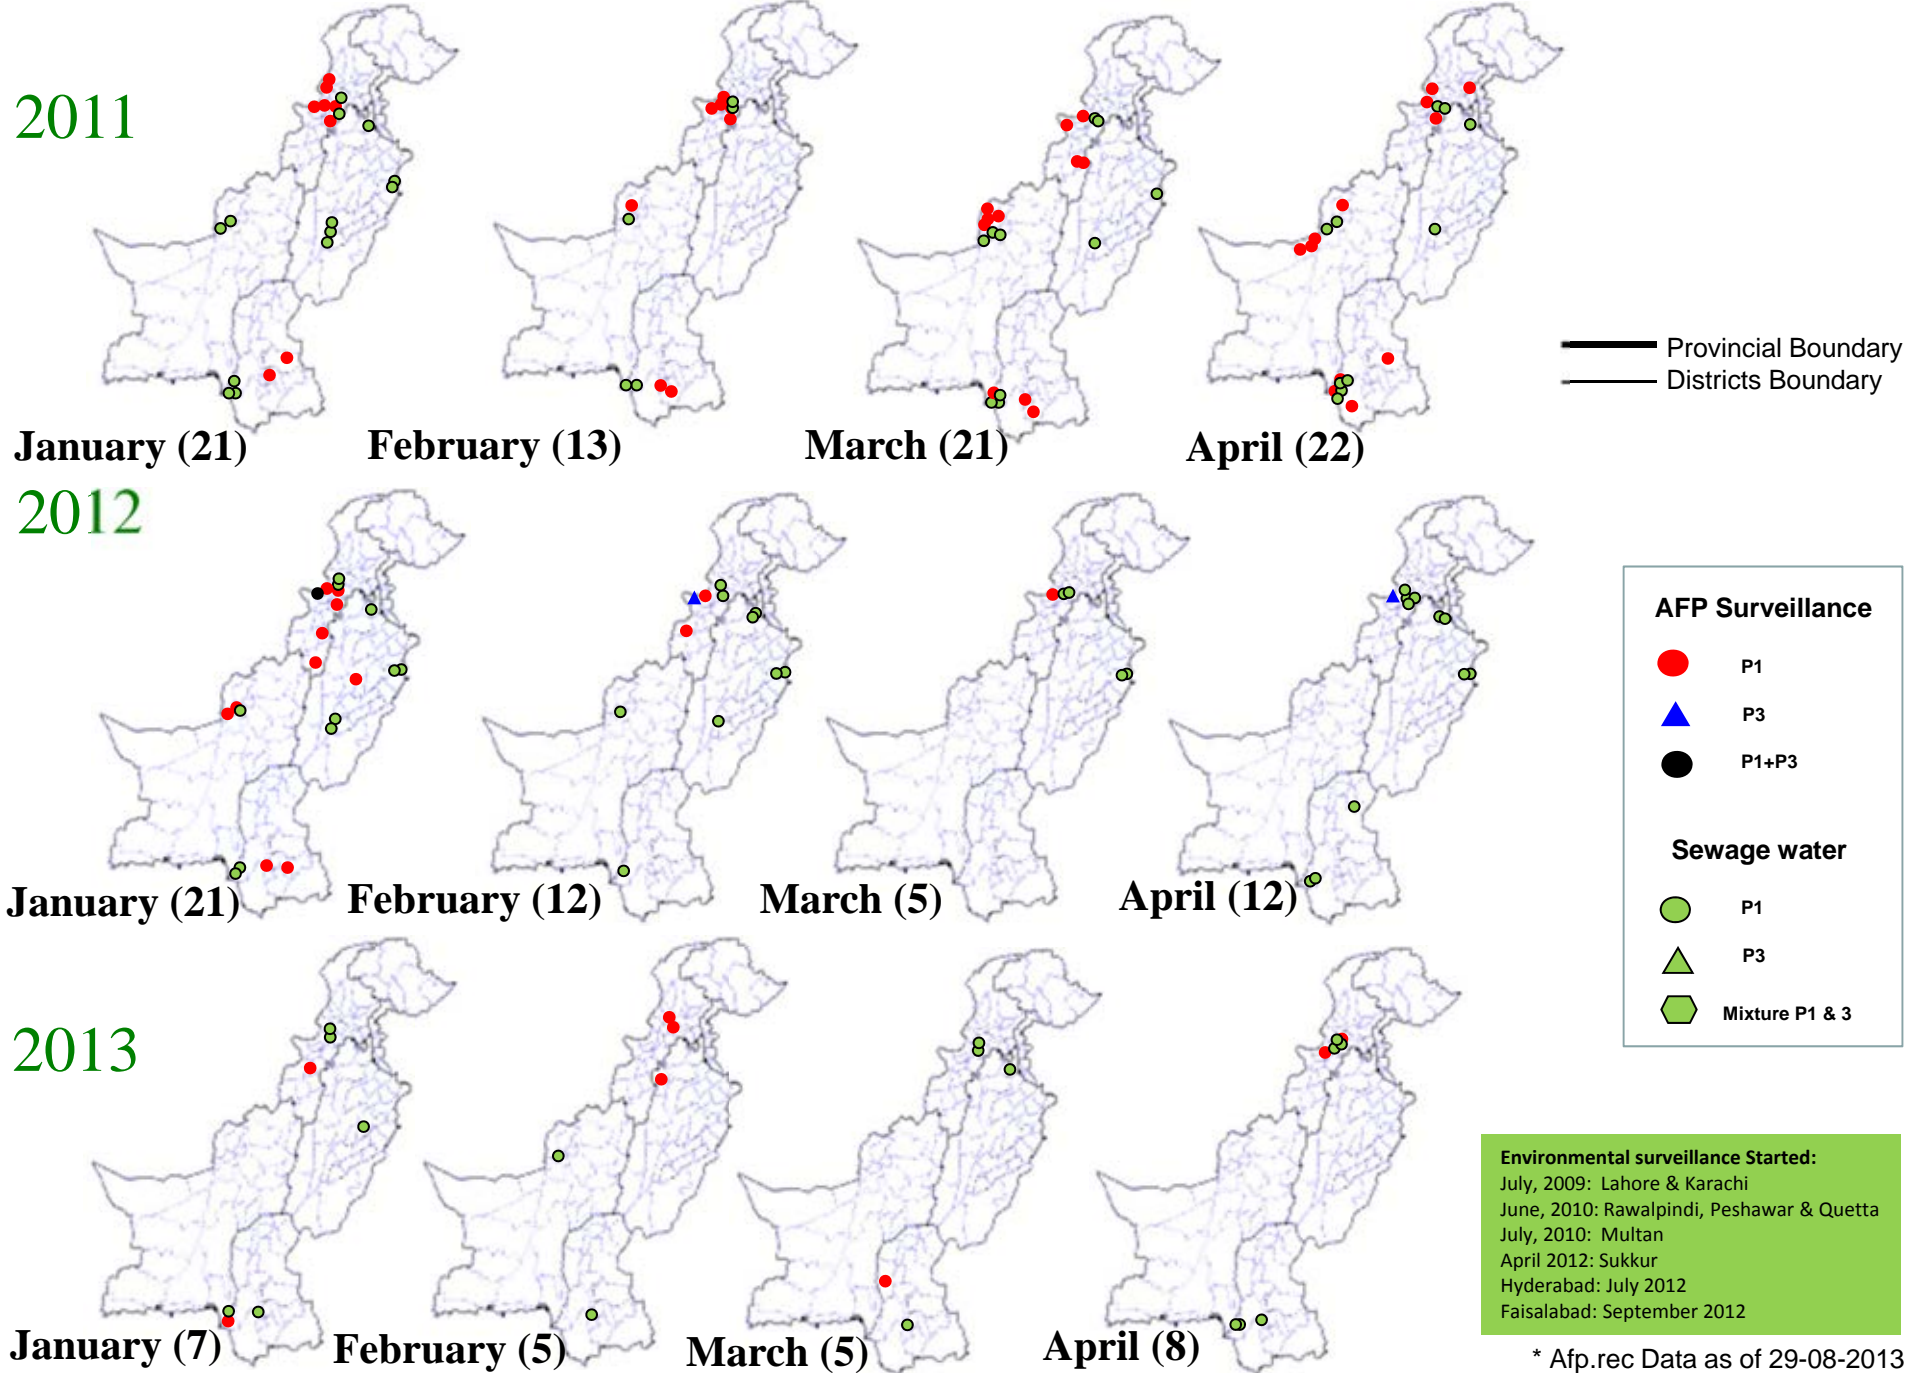 2011
January (21)
February (13)
March (21)
April (22)
Provincial Boundary
Districts Boundary
2012
January (21)
February (12)
March (5)
April (12)
AFP Surveillance
P1
P3
P1+P3
Sewage water
P1
P3
Mixture P1 & 3
2013
January (7)
February (5)
March (5)
April (8)
Environmental surveillance Started:
July, 2009: Lahore & Karachi
June, 2010: Rawalpindi, Peshawar & Quetta
July, 2010: Multan
April 2012: Sukkur
Hyderabad: July 2012
Faisalabad: September 2012
* Afp.rec Data as of 29-08-2013